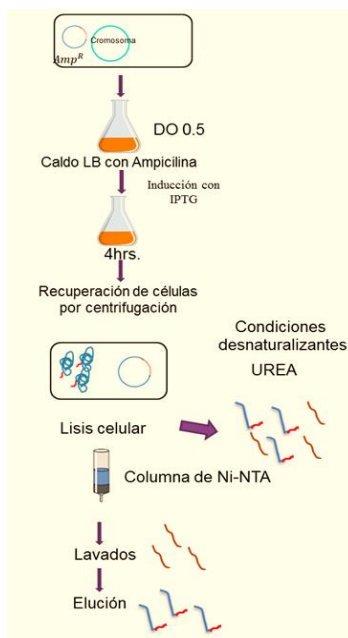 Cromosoma
Amp^R
DO 0.5
Caldo LB con Ampicilina
Inducción con
IPTG
4hrs.
Recuperación de células
por centrifugación
Condiciones
desnaturalizantes
UREA
Lisis celular
Columna de Ni-NTA
Lavados
Elución